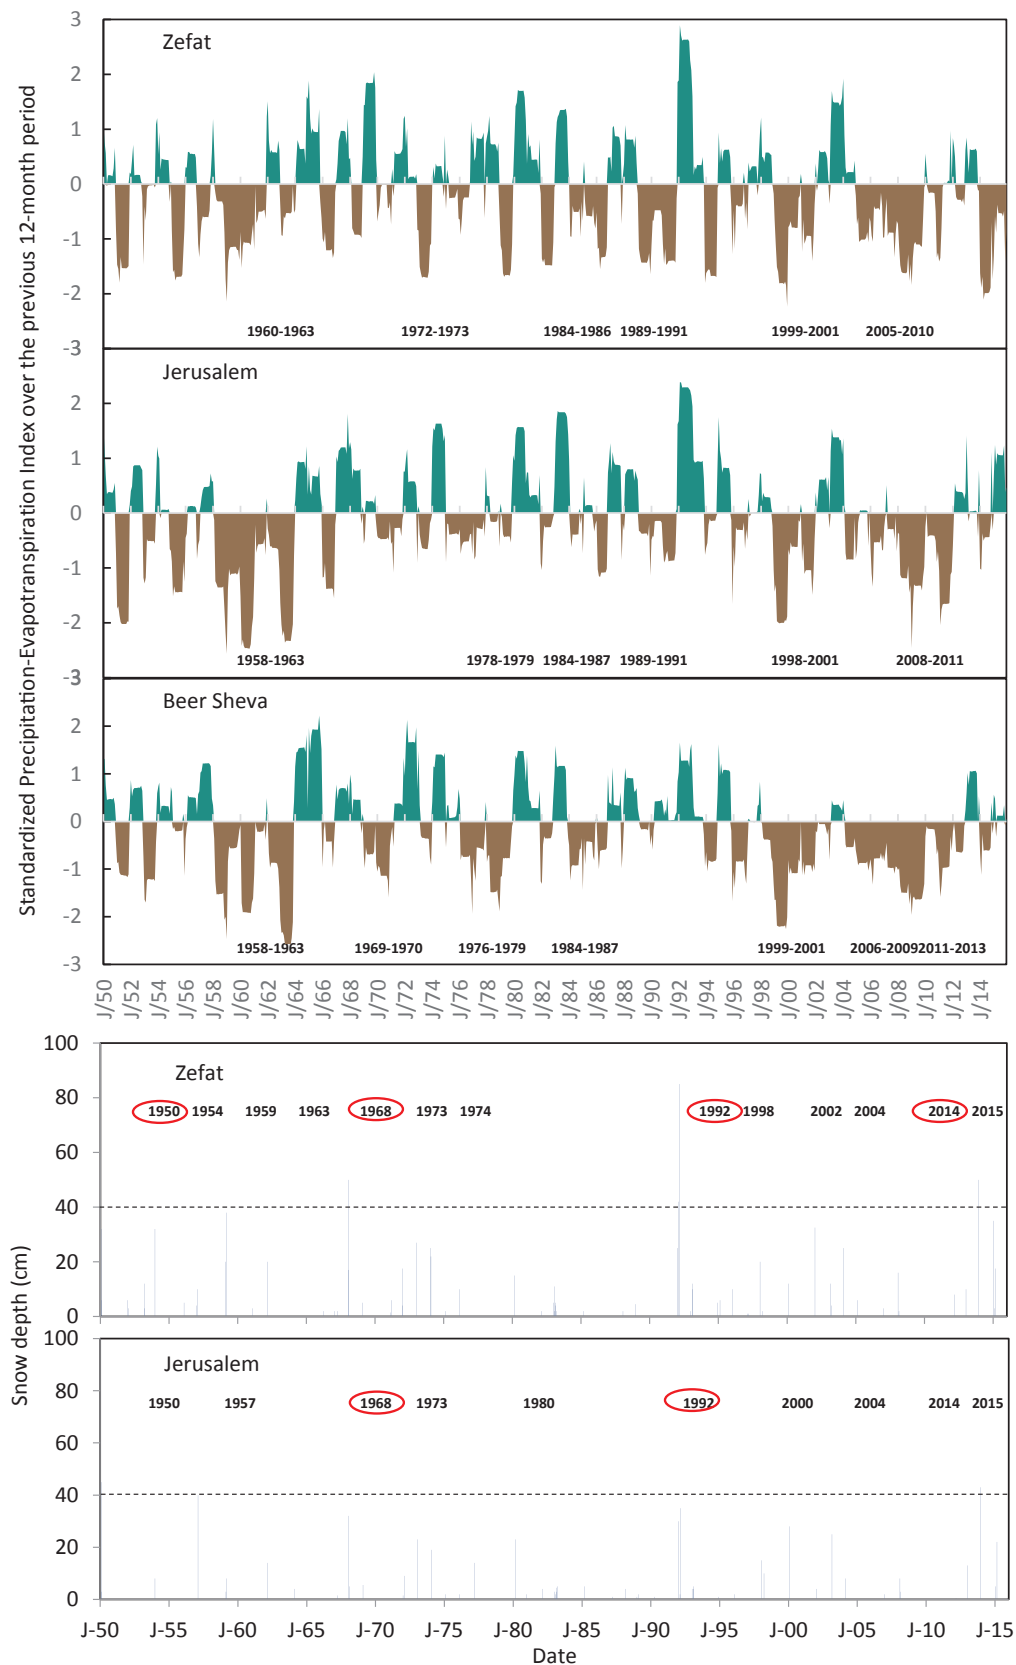 Standardized Precipitation-Evapotranspiration Index over the previous 12-month period
3
Zefat
2
1
0
-1
-2
1960-1963 1972-1973 1984-1986 1989-1991 1999-2001 2005-2010
-3
Jerusalem
2
1
0
-1
-2
1958-1963 1978-1979 1984-1987 1989-1991 1998-2001 2008-2011
-3
3
Beer Sheva
2
1
0
-1
-2
1958-1963 1969-1970 1976-1979 1984-1987 1999-2001 2006-2009 2011-2013
-3
J/50 J/52 J/54 J/56 J/58 J/60 J/62 J/64 J/66 J/68 J/70 J/72 J/74 J/76 J/78 J/80 J/82 J/84 J/86 J/88 J/90 J/92 J/94 J/96 J/98 J/00 J/02 J/04 J/06 J/08 J/10 J/12 J/14
Snow depth (cm)
100
Zefat
80
1950 1954 1959 1963 1968 1973 1974 1992 1998 2002 2004 2014 2015
60
40
20
0
100
Jerusalem
80
1950 1957 1968 1973 1980 1992 2000 2004 2014 2015
60
40
20
0
J-50 J-55 J-60 J-65 J-70 J-75 J-80 J-85 J-90 J-95 J-00 J-05 J-10 J-15
Date